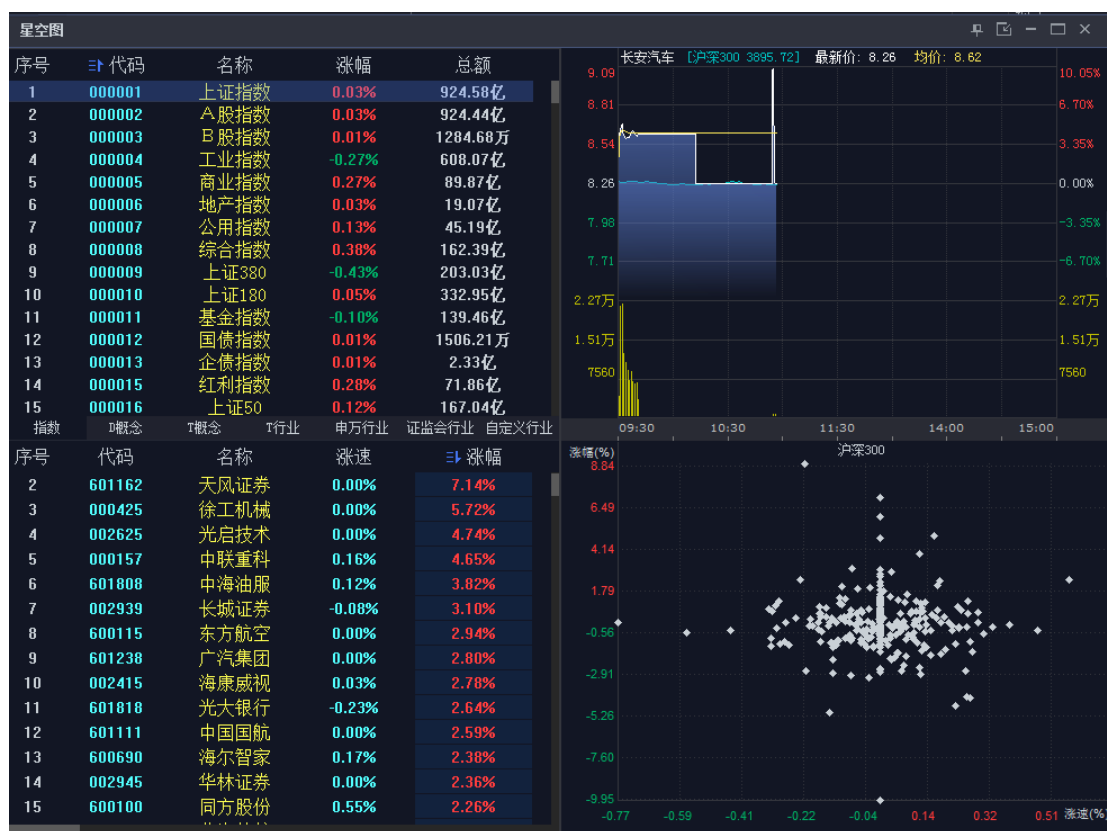 星空图
序号 代码 名称 涨幅 总额
1 000001 上证指数 0.03% 924.58亿
2 000002 A股指数 0.03% 924.44亿
3 000003 B股指数 0.01% 1284.68万
4 000004 工业指数 -0.27% 608.07亿
5 000005 商业指数 0.27% 89.87亿
6 000006 地产指数 0.03% 19.07亿
7 000007 公用指数 0.13% 45.19亿
8 000008 综合指数 0.38% 162.39亿
9 000009 上证380 -0.43% 203.03亿
10 000010 上证180 0.05% 332.95亿
11 000011 基金指数 -0.10% 139.46亿
12 000012 国债指数 0.01% 1506.21万
13 000013 企债指数 0.01% 2.33亿
14 000015 红利指数 0.28% 71.86亿
15 000016 上证50 0.12% 167.04亿
指数 D概念 T概念 T行业 申万行业 证监会行业 自定义行业
长安汽车 [沪深300 3895.72] 最新价: 8.26 均价: 8.62
9.09 10.05%
8.81 6.70%
8.54 3.35%
8.26 0.00%
7.98 -3.35%
7.71 -6.70%
2.27万 2.27万
1.51万 1.51万
7560 7560
09:30 10:30 11:30 14:00 15:00
序号 代码 名称 涨速 涨幅
2 601162 天风证券 0.00% 7.14%
3 000425 徐工机械 0.00% 5.72%
4 002625 光启技术 0.00% 4.74%
5 000157 中联重科 0.16% 4.65%
6 601808 中海油服 0.12% 3.82%
7 002939 长城证券 -0.08% 3.10%
8 600115 东方航空 0.00% 2.94%
9 601238 广汽集团 0.00% 2.80%
10 002415 海康威视 0.03% 2.78%
11 601818 光大银行 -0.23% 2.64%
12 601111 中国国航 0.00% 2.59%
13 600690 海尔智家 0.17% 2.38%
14 002945 华林证券 0.00% 2.36%
15 600100 同方股份 0.55% 2.26%
沪深300
涨幅(%)
8.84
6.49
4.14
1.79
-0.56
-2.91
-5.26
-7.60
-9.95
-0.77 -0.59 -0.41 -0.22 -0.04 0.14 0.32 0.51 涨速(%